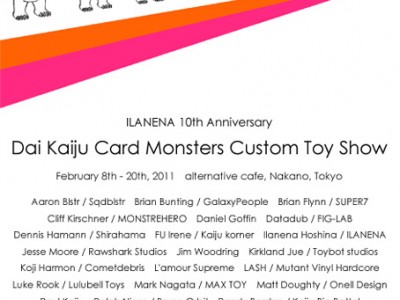 ILANENA 10th Anniversary
Dai Kaiju Card Monsters Custom Toy Show
February 8th - 20th, 2011   alternative cafe, Nakano, Tokyo
Aaron Blstr / Sqdblstr   Brian Bunting / GalaxyPeople   Brian Flynn / SUPER7
Cliff Kirschner / MONSTREHERO   Daniel Goffin   Datadub / FIG-LAB
Dennis Hamann / Shirahama   FU Irene / Kaiju korner   Ilanena Hoshina / ILANENA
Jesse Moore / Rawshark Studios   Jim Woodring   Kirkland Jue / Toybot studios
Koji Harmon / Cometdebris   L'amour Supreme   LASH / Mutant Vinyl Hardcore
Luke Rook / Lulubell Toys   Mark Nagata / MAX TOY   Matt Doughty / Onell Design